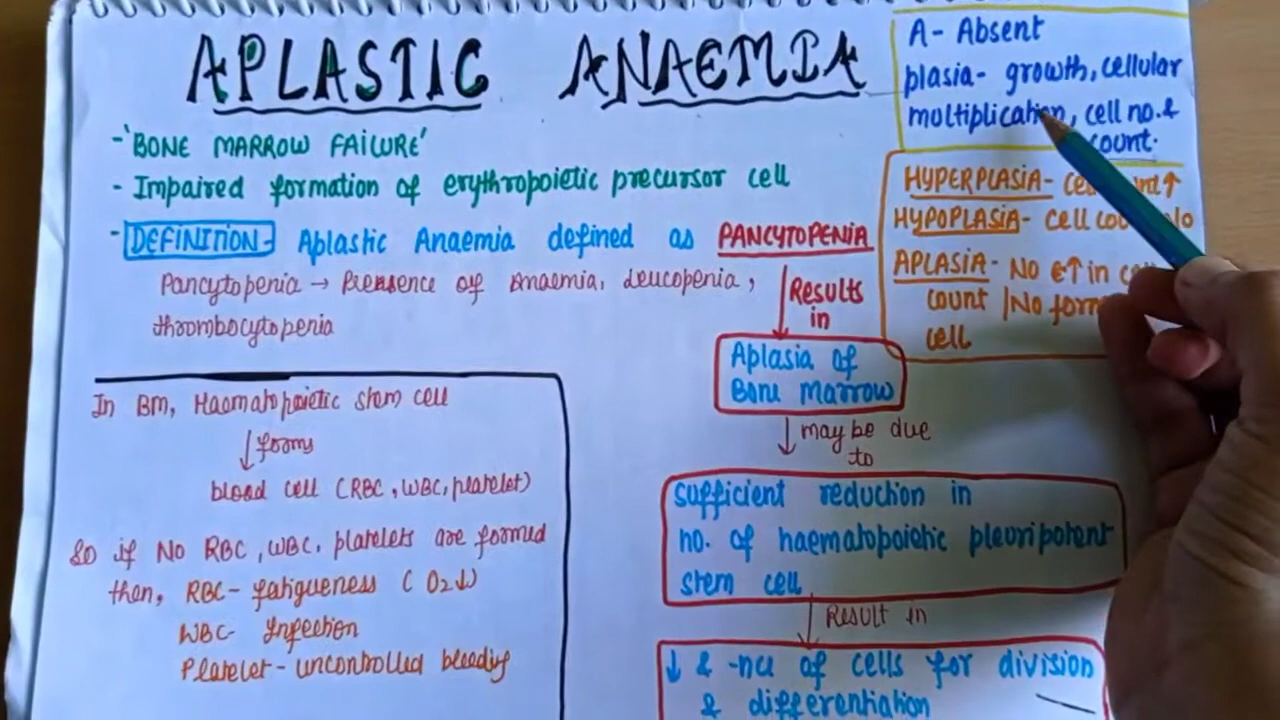 APLASTIC ANAEMIA
- 'BONE MARROW FAILURE'
- Impaired formation of erythropoietic precursor cell
- DEFINITION- Aplastic Anaemia defined as PANCYTOPENIA
Pancytopenia → Presence of Anaemia, Leucopenia,
thrombocytopenia
Results
in
Aplasia of
Bone Marrow
may be due
to
Sufficient reduction in
no. of haematopoietic pleuripotent
stem cell
Result in
↓ & -nce of cells for division
& differentiation
In BM, Haematopoietic stem cell
↓ forms
blood cell (RBC, WBC, platelet)
So if No RBC, WBC, platelets are formed
then, RBC- fatigueness ( O2↓)
WBC- Infection
Platelet- uncontrolled bleeding
A- Absent
plasia- growth, cellular
multiplication, cell no. &
count.
HYPERPLASIA-
HYPOPLASIA- cell
APLASIA- No in
count /No
cell